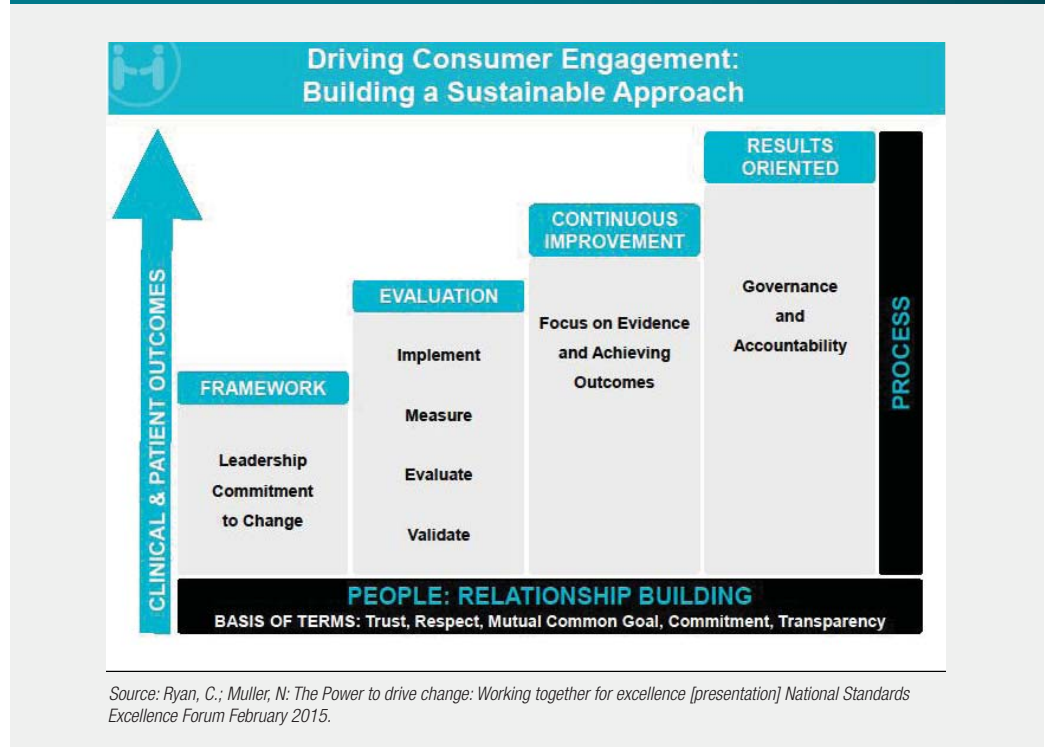 Driving Consumer Engagement:
Building a Sustainable Approach
CLINICAL & PATIENT OUTCOMES
FRAMEWORK
Leadership
Commitment
to Change
EVALUATION
Implement
Measure
Evaluate
Validate
CONTINUOUS
IMPROVEMENT
Focus on Evidence
and Achieving
Outcomes
RESULTS
ORIENTED
Governance
and
Accountability
PROCESS
PEOPLE: RELATIONSHIP BUILDING
BASIS OF TERMS: Trust, Respect, Mutual Common Goal, Commitment, Transparency
Source: Ryan, C.; Muller, N: The Power to drive change: Working together for excellence [presentation] National Standards
Excellence Forum February 2015.